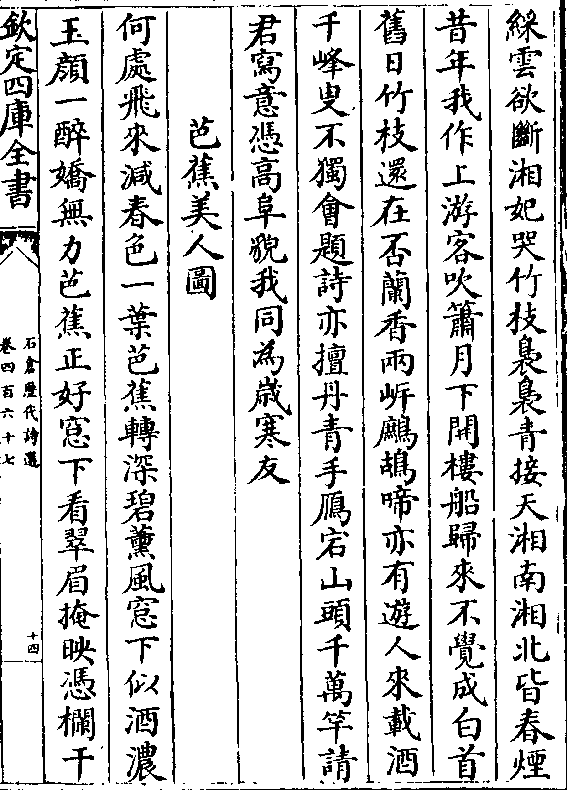 綵雲欲斷湘妃哭竹枝裊裊青接天湘南湘北皆春煙
昔年我作上游客吹簫月下開樓船歸來不覺成白首
舊日竹枝還在否蘭香兩岸鷓鴣啼亦有遊人來載酒
千峰叟不獨會題詩亦擅丹青手鴈宕山頭千萬竿請
君寫意憑高阜貌我同為歲寒友
芭蕉美人圖
何處飛來減春色一葉芭蕉轉深碧薰風窓下似酒濃
玉顔一醉嬌無力芭蕉正好窓下看翠眉掩映憑欄干
欽定四庫全書
石倉歷代詩選
卷四百六十七
十四